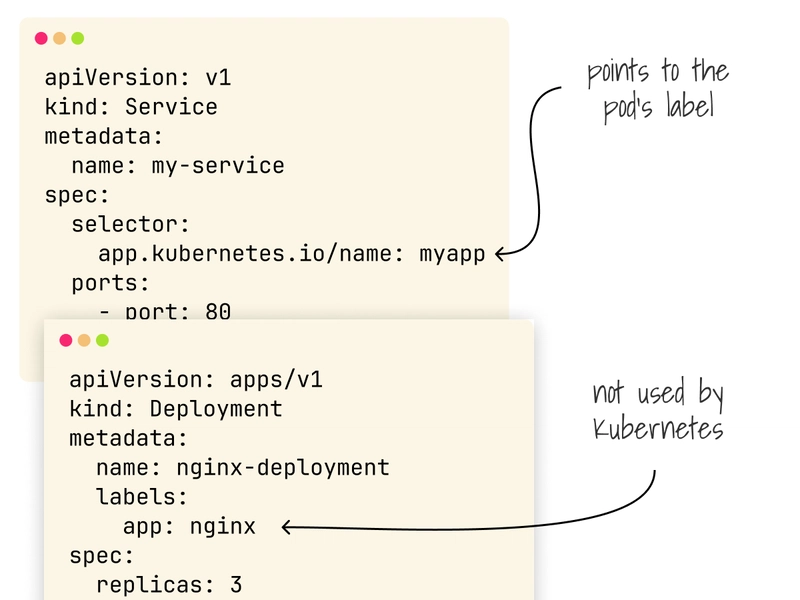 apiVersion: v1
kind: Service
metadata:
  name: my-service
spec:
  selector:
    app.kubernetes.io/name: myapp
  ports:
    - port: 80
points to the
pod's label
apiVersion: apps/v1
kind: Deployment
metadata:
  name: nginx-deployment
  labels:
    app: nginx
spec:
  replicas: 3
not used by
Kubernetes